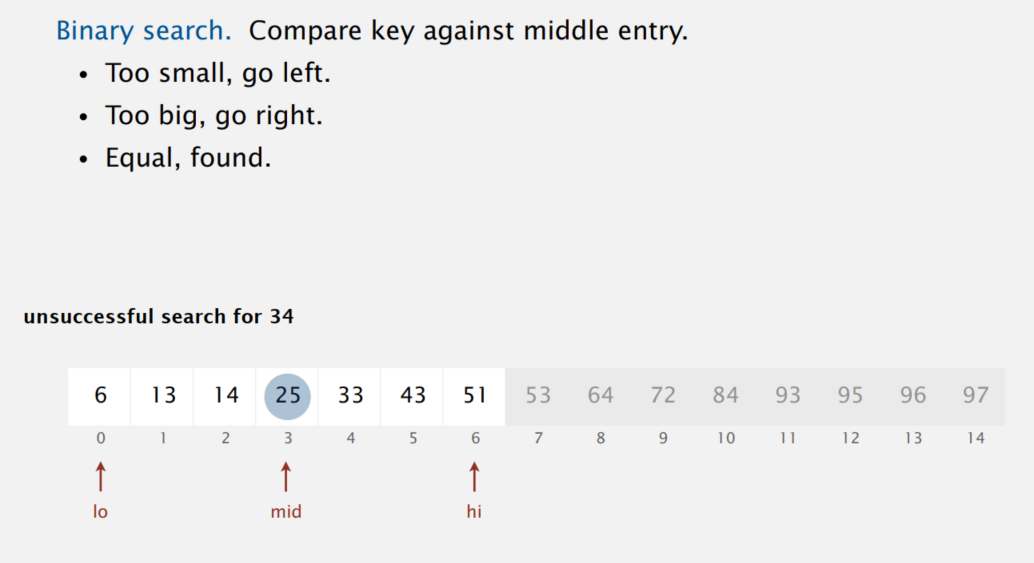 Binary search. Compare key against middle entry.
• Too small, go left.
• Too big, go right.
• Equal, found.
unsuccessful search for 34
6 13 14 25 33 43 51 53 64 72 84 93 95 96 97
0 1 2 3 4 5 6 7 8 9 10 11 12 13 14
lo mid hi